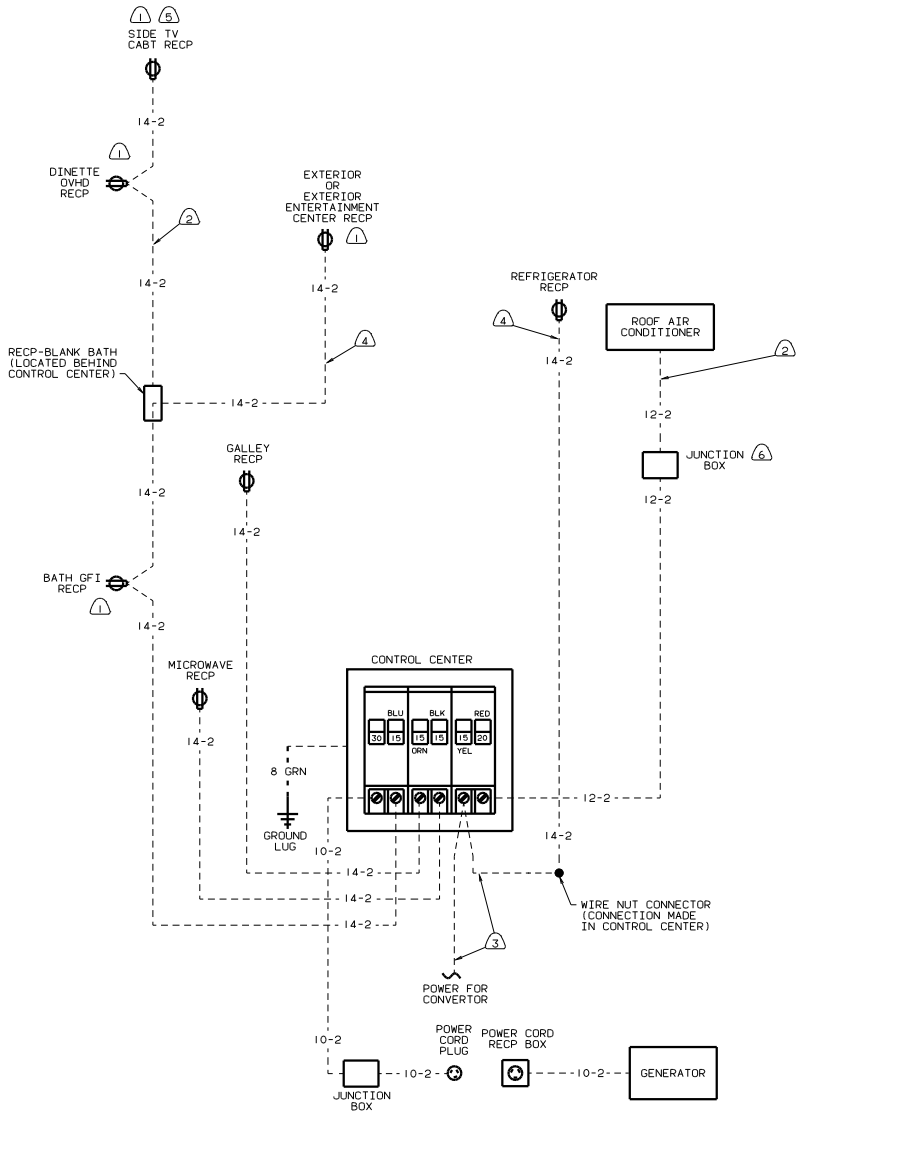 1 5
SIDE TV
CABT RECP
14-2
1
DINETTE
OVHD
RECP
2
EXTERIOR
OR
EXTERIOR
ENTERTAINMENT
CENTER RECP
1
14-2
14-2
REFRIGERATOR
RECP
4
14-2
ROOF AIR
CONDITIONER
4
2
RECP-BLANK BATH
(LOCATED BEHIND
CONTROL CENTER)
14-2
12-2
GALLEY
RECP
JUNCTION
BOX
6
14-2
12-2
14-2
BATH GFI
RECP
1
14-2
MICROWAVE
RECP
CONTROL CENTER
14-2
BLU BLK RED
30 15 15 15 15 20
ORN YEL
8 GRN
12-2
GROUND
LUG
14-2
10-2
14-2
14-2
14-2
WIRE NUT CONNECTOR
(CONNECTION MADE
IN CONTROL CENTER)
3
POWER FOR
CONVERTOR
10-2
POWER
CORD
PLUG
POWER CORD
RECP BOX
10-2
10-2
GENERATOR
JUNCTION
BOX